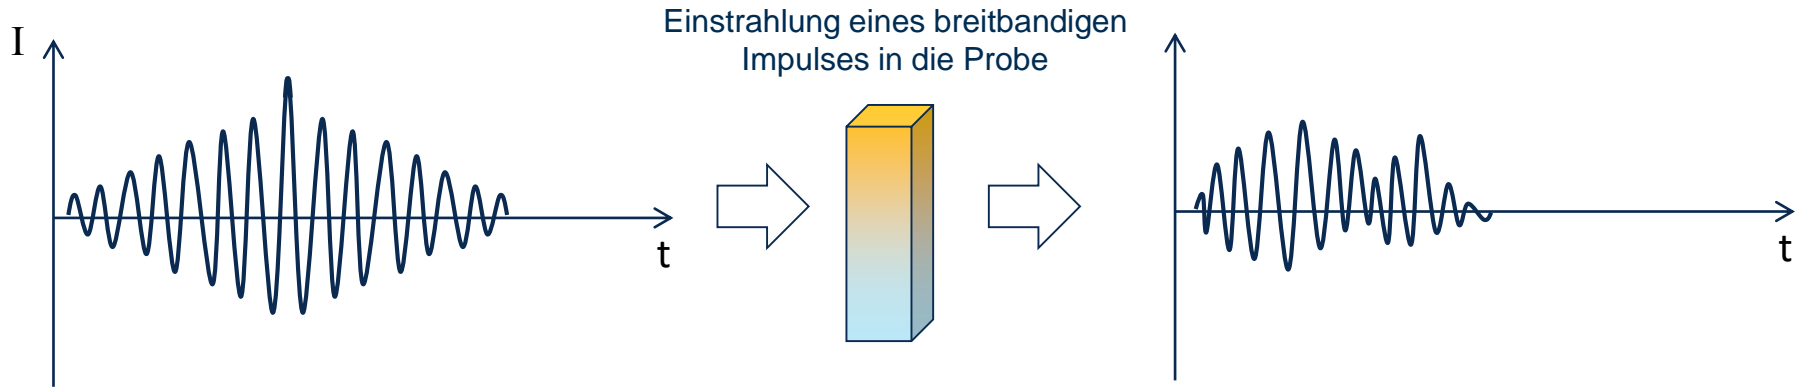 Einstrahlung eines breitbandigen
Impulses in die Probe
I
t
t